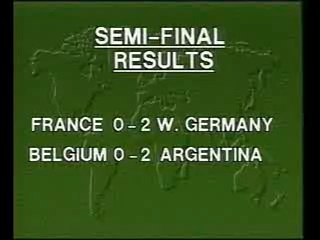 SEMI-FINAL
RESULTS
FRANCE 0-2 W. GERMANY
BELGIUM 0-2 ARGENTINA